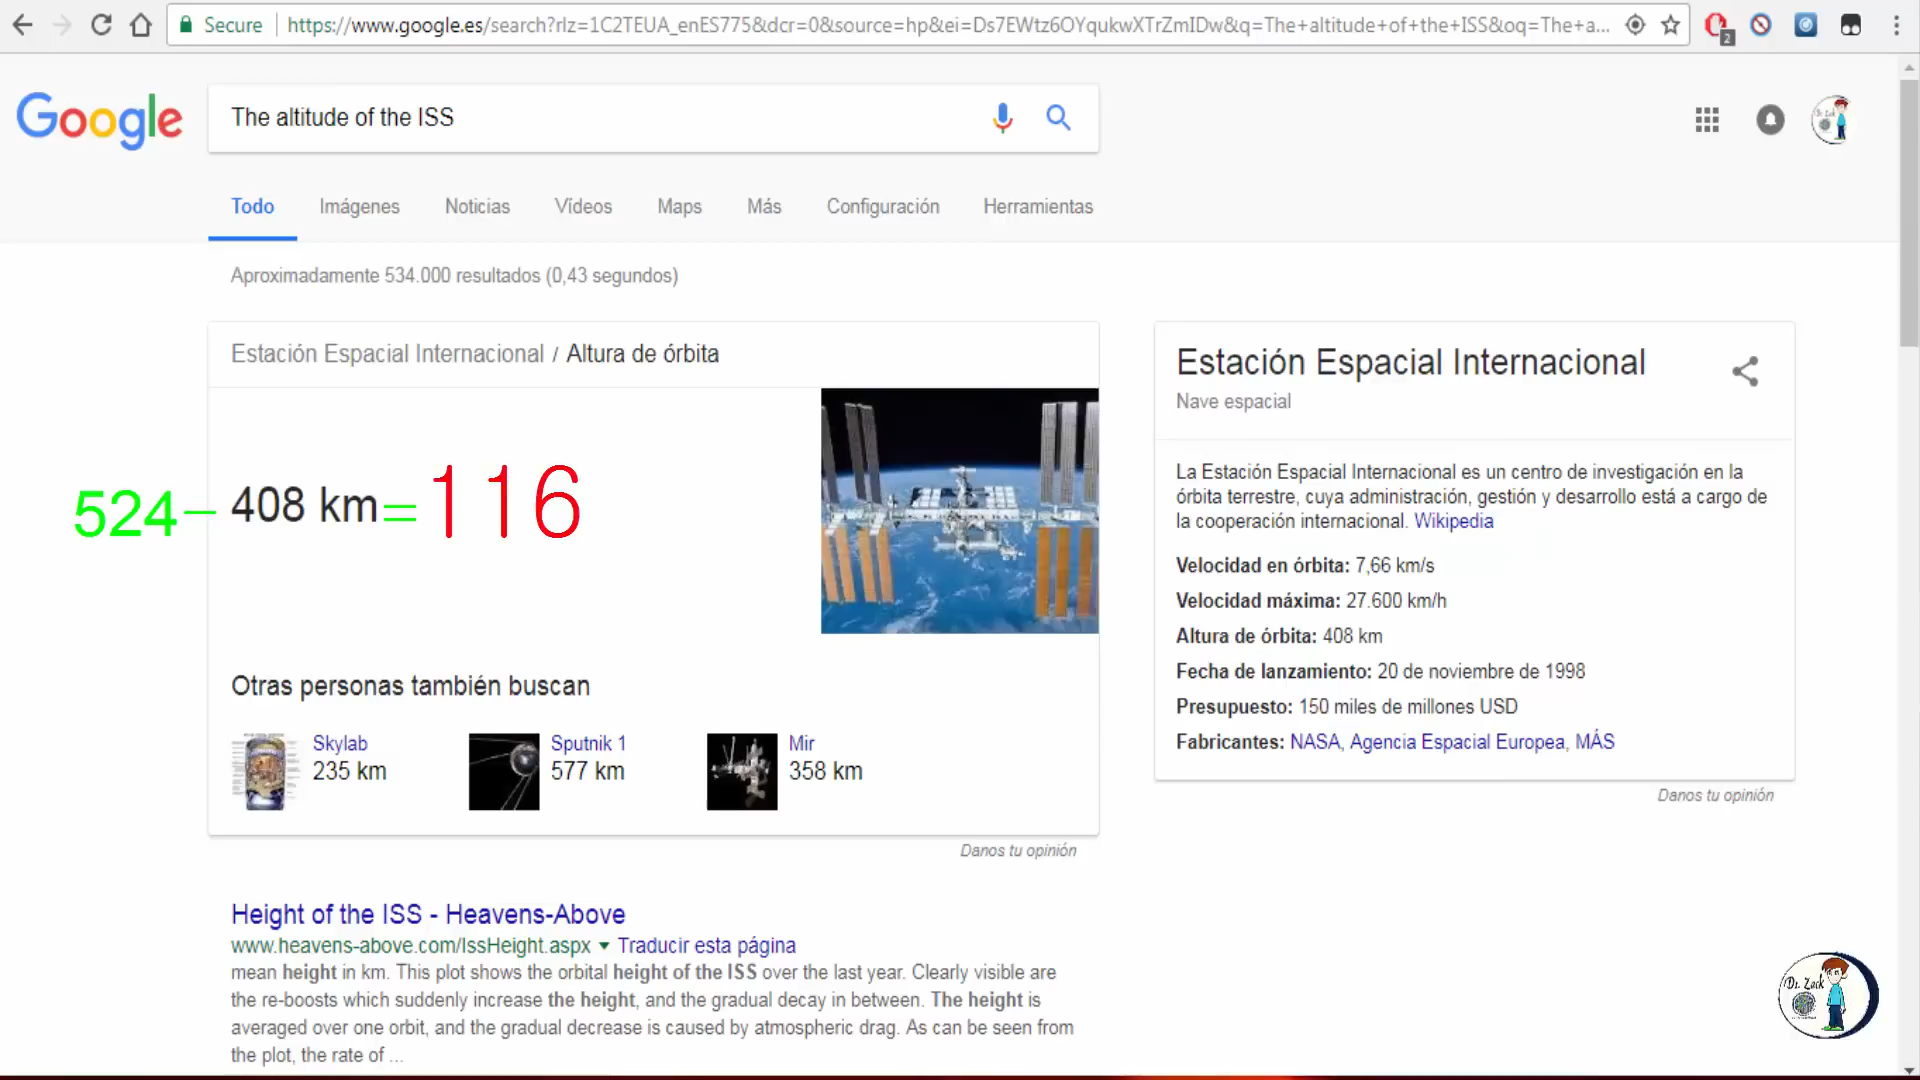 Secure
https://www.google.es/search?rlz=1C2TEUA_enES775&dcr=0&source=hp&ei=Ds7EWtz6OYqukwXTrZmIDw&q=The+altitude+of+the+ISS&oq=The+a...
2
Google
The altitude of the ISS
Todo Imágenes Noticias Vídeos Maps Más Configuración Herramientas
Aproximadamente 534.000 resultados (0,43 segundos)
Estación Espacial Internacional / Altura de órbita
524 – 408 km = 116
Otras personas también buscan
Skylab
235 km
Sputnik 1
577 km
Mir
358 km
Danos tu opinión
Estación Espacial Internacional
Nave espacial
La Estación Espacial Internacional es un centro de investigación en la
órbita terrestre, cuya administración, gestión y desarrollo está a cargo de
la cooperación internacional. Wikipedia
Velocidad en órbita: 7,66 km/s
Velocidad máxima: 27.600 km/h
Altura de órbita: 408 km
Fecha de lanzamiento: 20 de noviembre de 1998
Presupuesto: 150 miles de millones USD
Fabricantes: NASA, Agencia Espacial Europea, MÁS
Danos tu opinión
Height of the ISS - Heavens-Above
www.heavens-above.com/IssHeight.aspx Traducir esta página
mean height in km. This plot shows the orbital height of the ISS over the last year. Clearly visible are
the re-boosts which suddenly increase the height, and the gradual decay in between. The height is
averaged over one orbit, and the gradual decrease is caused by atmospheric drag. As can be seen from
the plot, the rate of ...
Dr. Zack